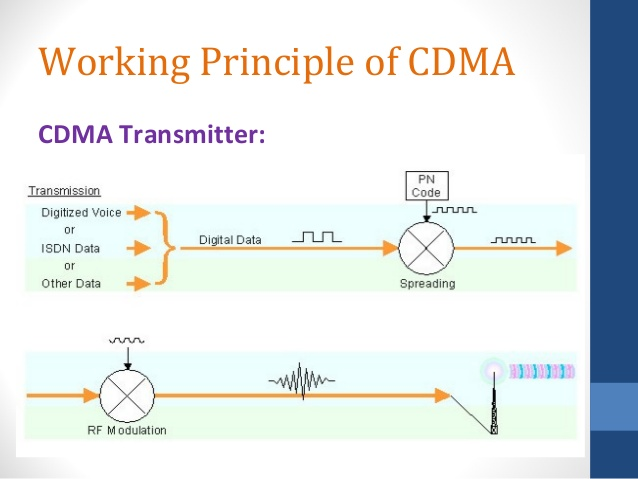 Working Principle of CDMA
CDMA Transmitter:
PN
Code
Transmission
Digitized Voice
or
ISDN Data
or
Other Data
Digital Data
Spreading
RF Modulation